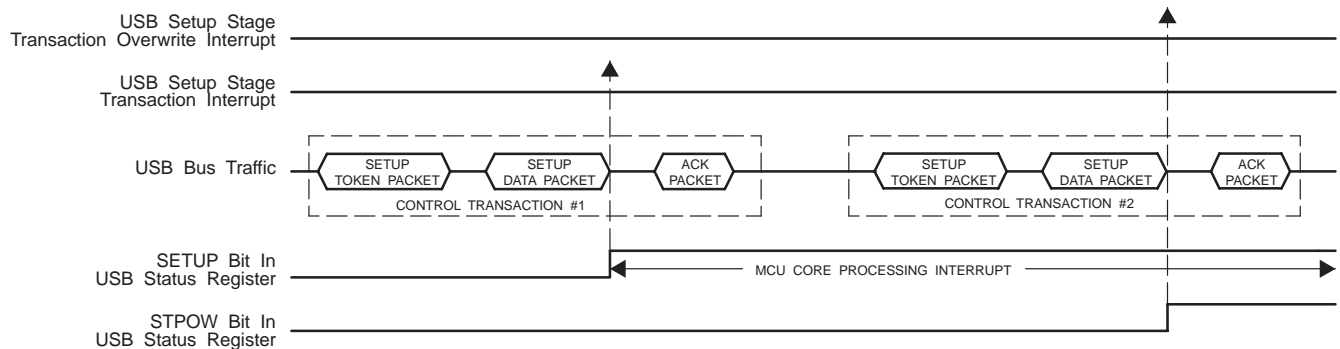 USB Setup Stage
Transaction Overwrite Interrupt
USB Setup Stage
Transaction Interrupt
USB Bus Traffic
SETUP
TOKEN PACKET
SETUP
DATA PACKET
ACK
PACKET
CONTROL TRANSACTION #1
SETUP
TOKEN PACKET
SETUP
DATA PACKET
ACK
PACKET
CONTROL TRANSACTION #2
SETUP Bit In
USB Status Register
MCU CORE PROCESSING INTERRUPT
STPOW Bit In
USB Status Register